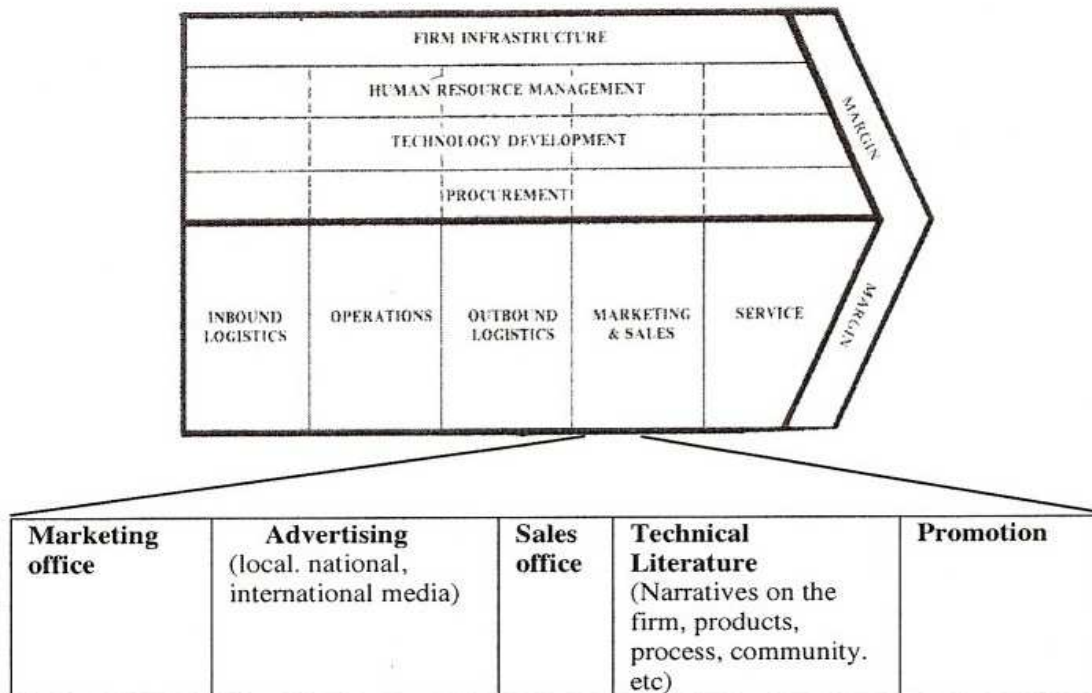 FIRM INFRASTRUCTURE
HUMAN RESOURCE MANAGEMENT
TECHNOLOGY DEVELOPMENT
PROCUREMENT
MARGIN
MARGIN
INBOUND
LOGISTICS
OPERATIONS
OUTBOUND
LOGISTICS
MARKETING
& SALES
SERVICE
Marketing
office
Advertising
(local. national,
international media)
Sales
office
Technical
Literature
(Narratives on the
firm, products,
process, community.
etc)
Promotion